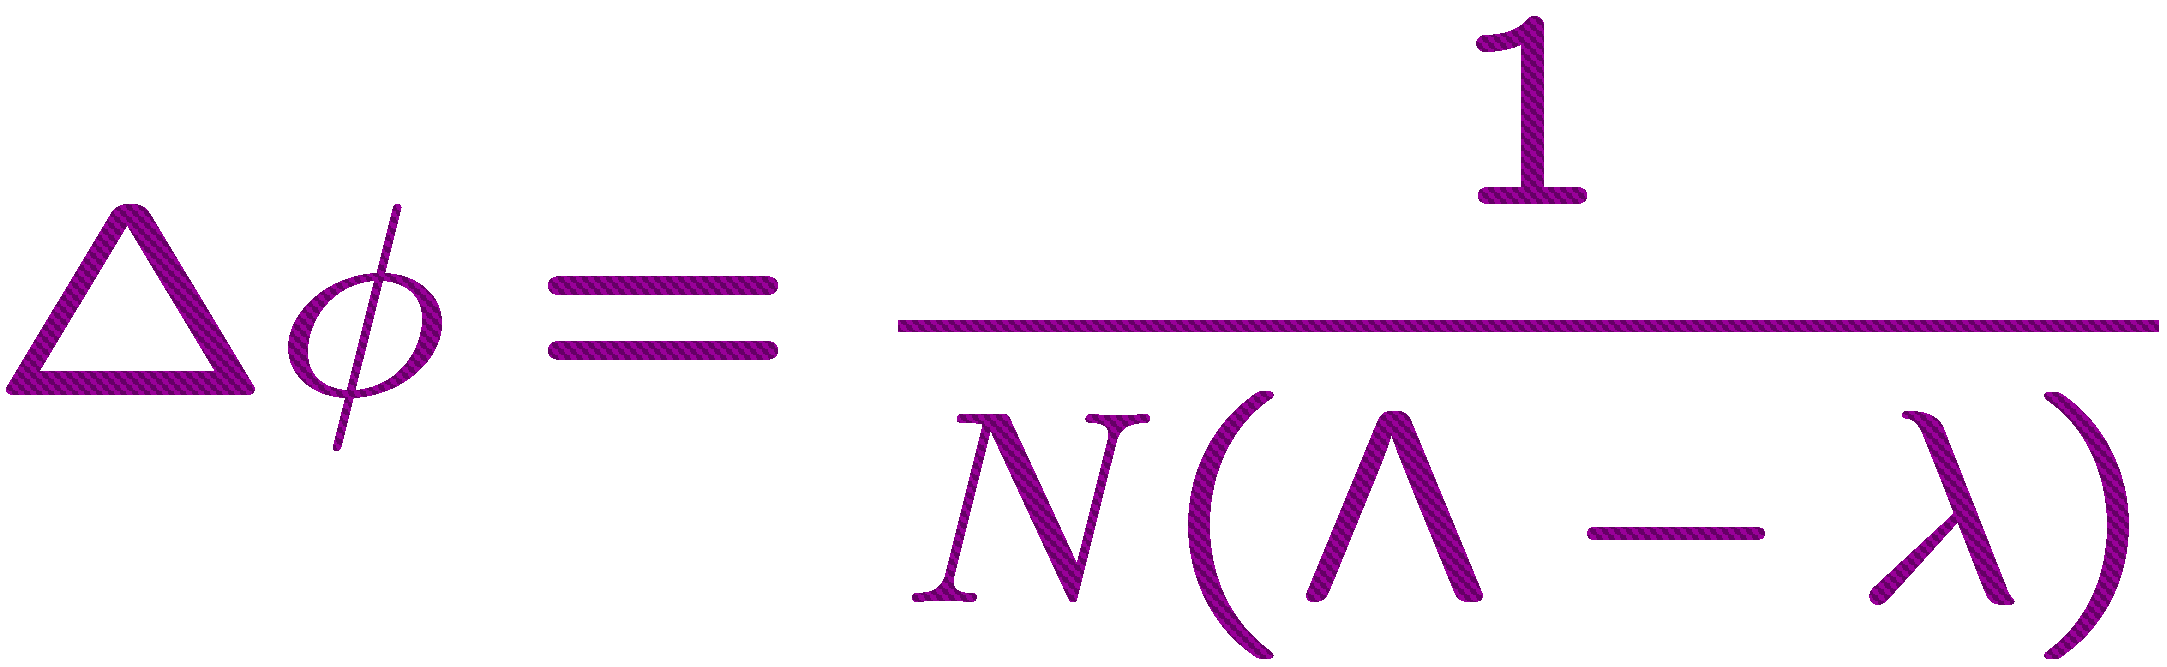 Δϕ = 1/N(Λ − λ)